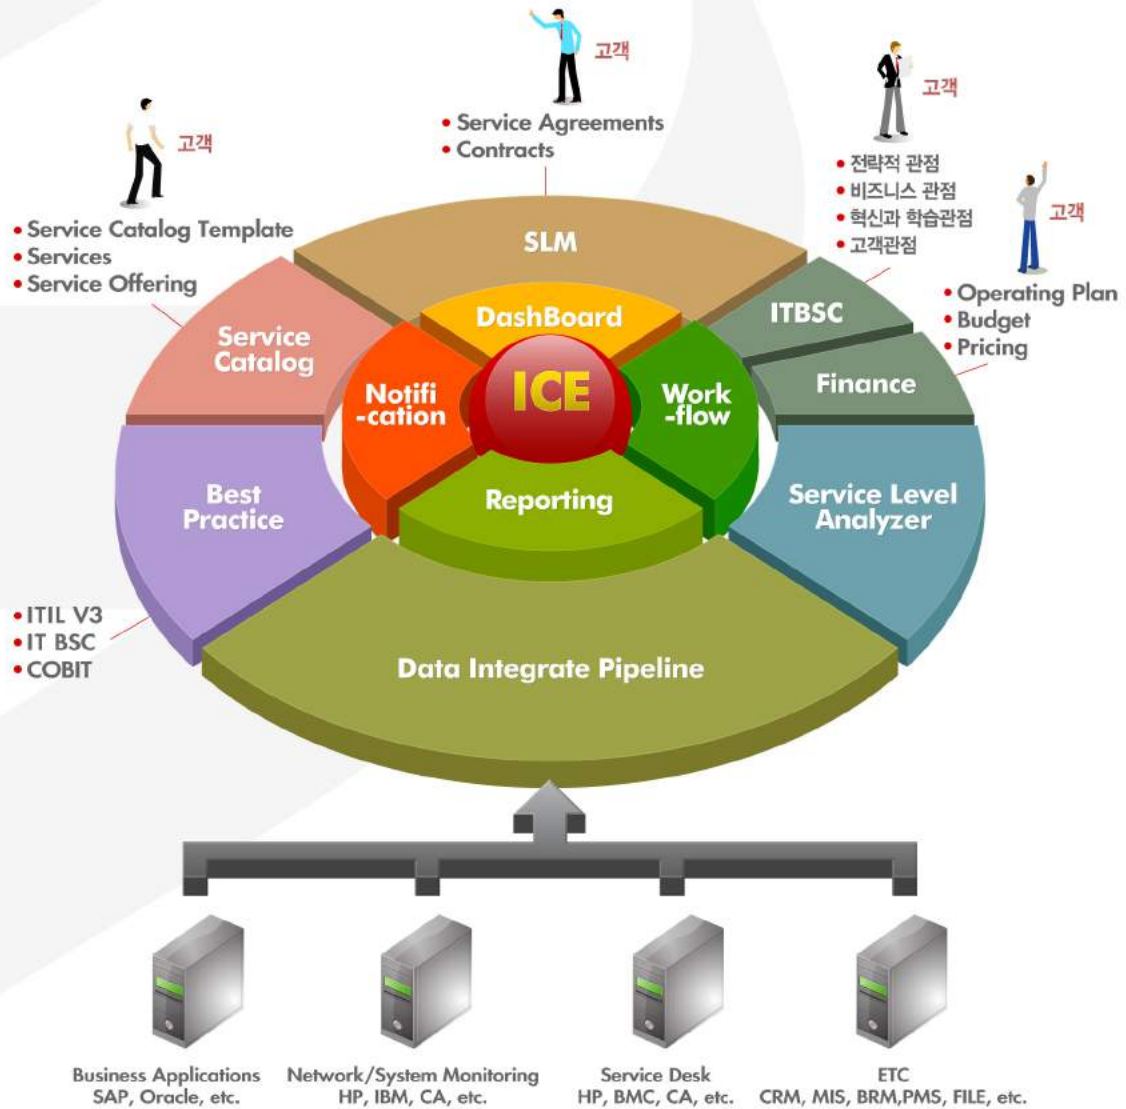 고객
• Service Agreements
• Contracts
고객
• 전략적 관점
• 비즈니스 관점
• 혁신과 학습관점
• 고객관점
고객
• Service Catalog Template
• Services
• Service Offering
고객
• Operating Plan
• Budget
• Pricing
SLM
DashBoard
ITBSC
Service
Catalog
Finance
Notifi
-cation
ICE
Work
-flow
Best
Practice
Reporting
Service Level
Analyzer
• ITIL V3
• IT BSC
• COBIT
Data Integrate Pipeline
Business Applications
SAP, Oracle, etc.
Network/System Monitoring
HP, IBM, CA, etc.
Service Desk
HP, BMC, CA, etc.
ETC
CRM, MIS, BRM,PMS, FILE, etc.